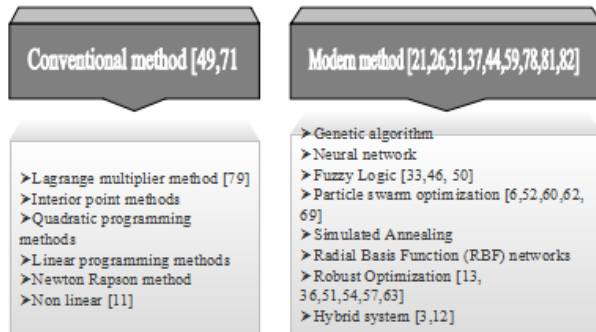 Conventional method [49,71
Modern method [21,26,31,37,44,59,78,81,82]
➤Lagrange multiplier method [79]
➤Interior point methods
➤Quadratic programming
methods
➤Linear programming methods
➤Newton Rapson method
➤Non linear [11]
➤Genetic algorithm
➤Neural network
➤Fuzzy Logic [33,46, 50]
➤Particle swarm optimization [6,52,60,62,
69]
➤Simulated Annealing
➤Radial Basis Function (RBF) networks
➤Robust Optimization [13,
36,51,54,57,63]
➤Hybrid system [3,12]